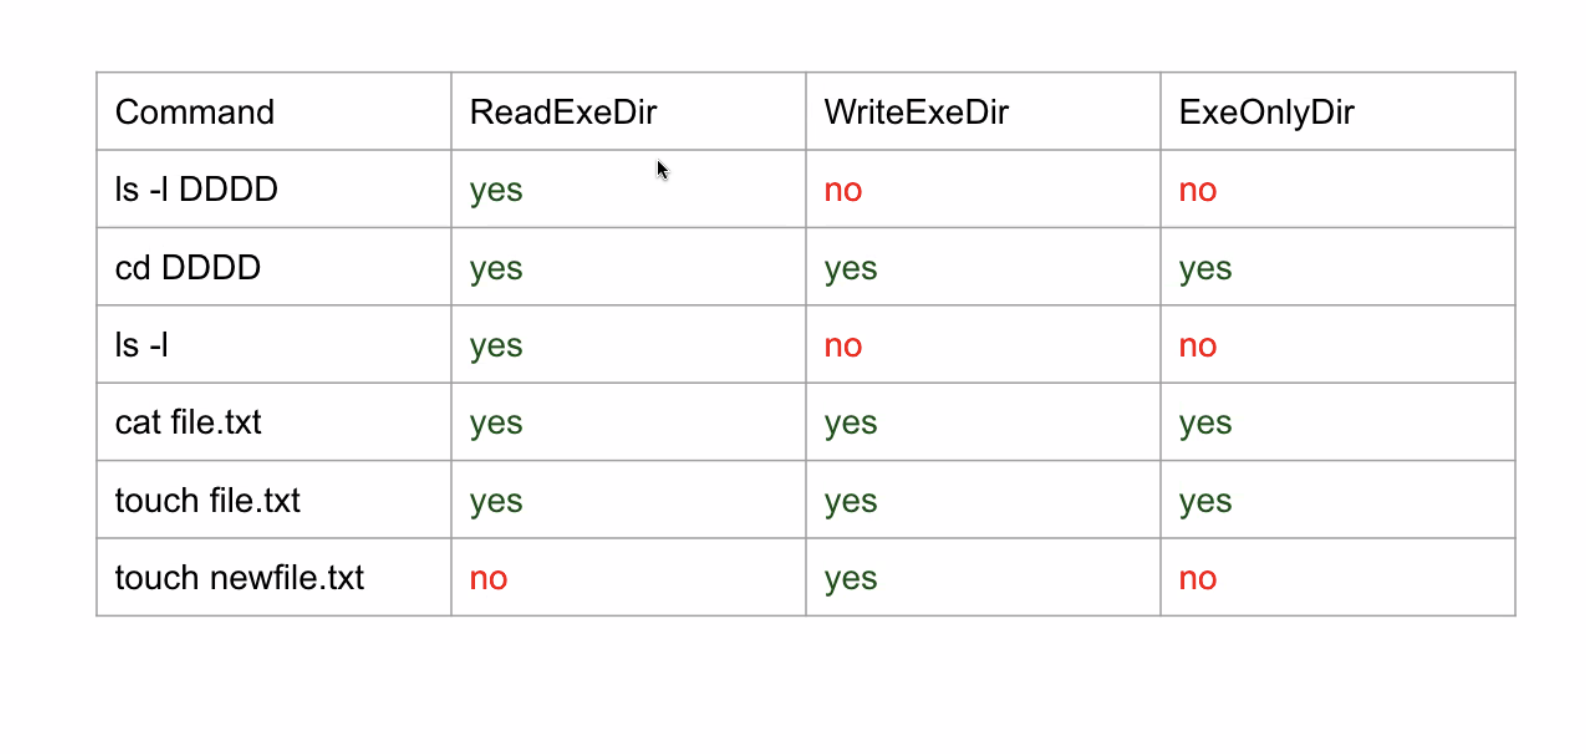 Command ReadExeDir WriteExeDir ExeOnlyDir
ls -l DDDD yes no no
cd DDDD yes yes yes
ls -l yes no no
cat file.txt yes yes yes
touch file.txt yes yes yes
touch newfile.txt no yes no